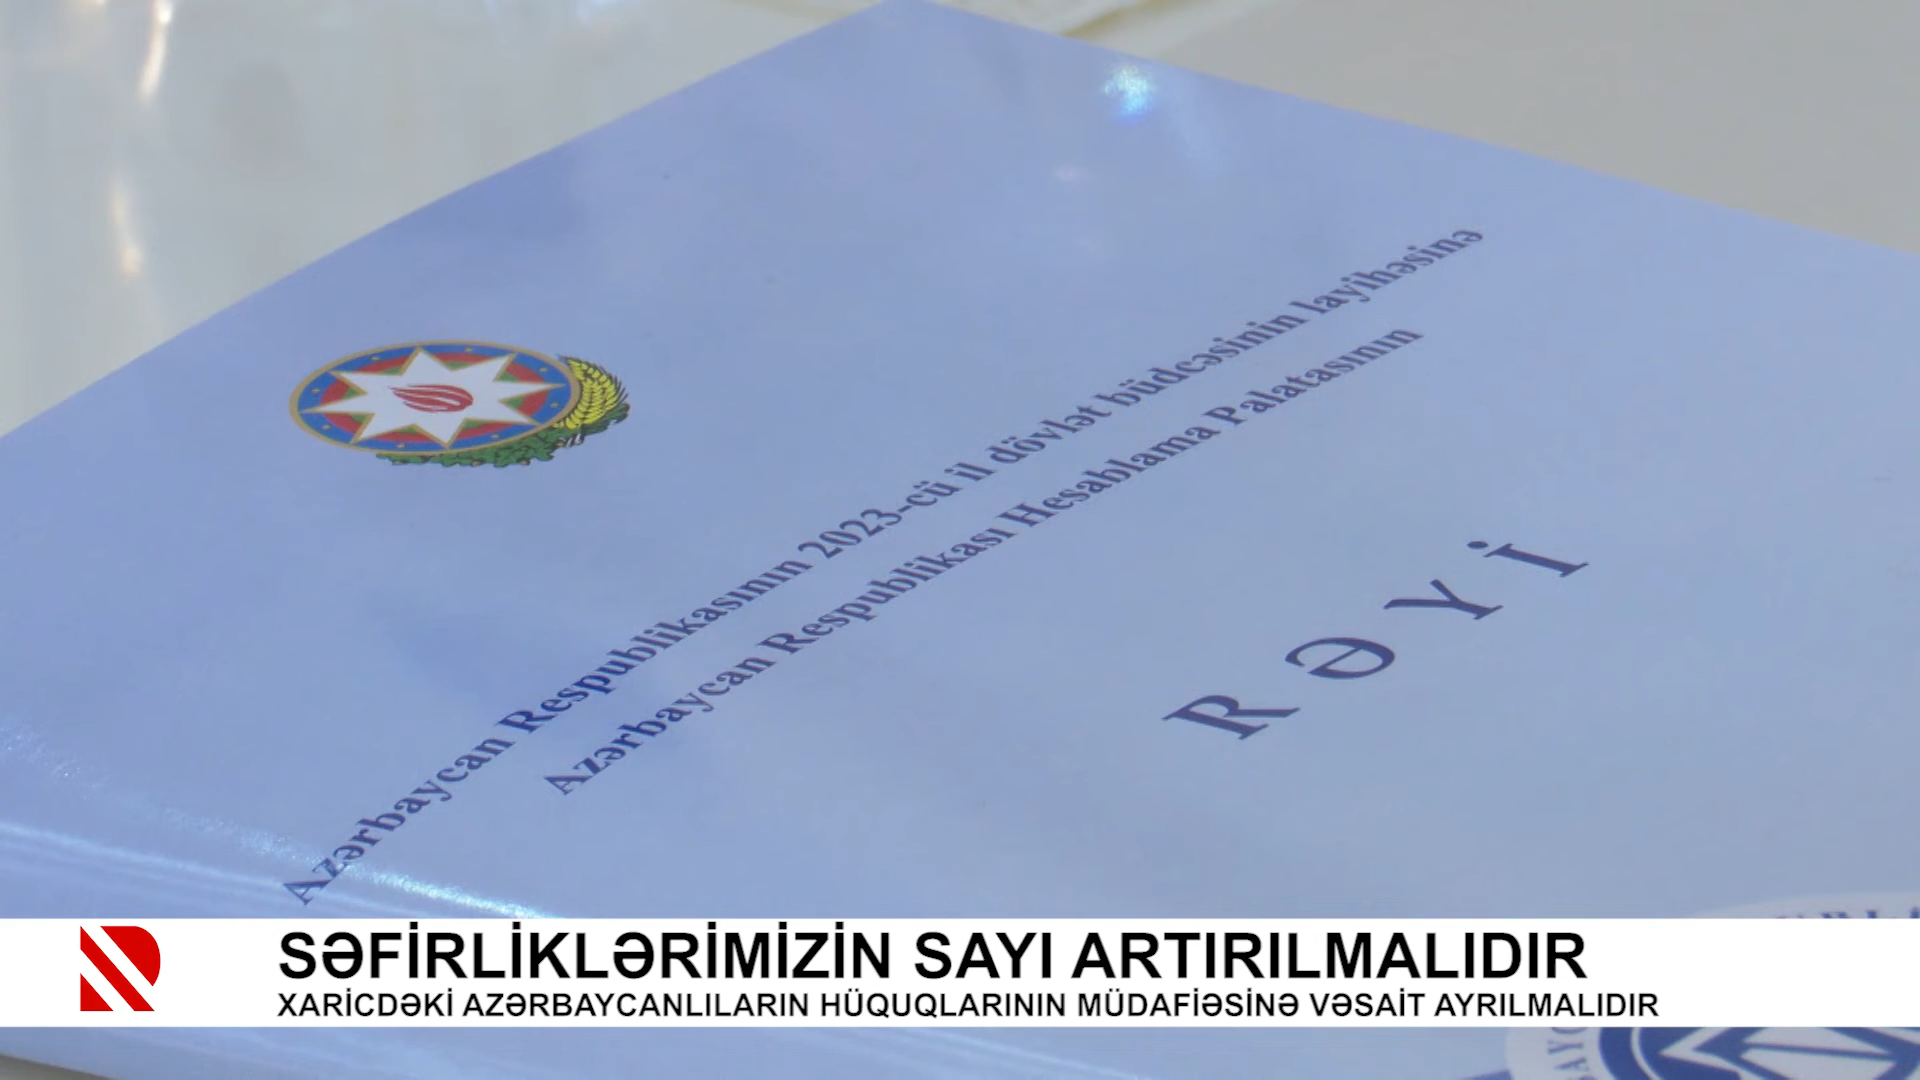 Azərbaycan Respublikasının 2023-cü il dövlət büdcəsinin layihəsinə
Azərbaycan Respublikası Hesablama Palatasının
RƏYİ
SƏFİRLİKLƏRİMİZİN SAYI ARTIRILMALIDIR
XARİCDƏKİ AZƏRBAYCANLILARIN HÜQUQLARININ MÜDAFİƏSİNƏ VƏSAİT AYRILMALIDIR